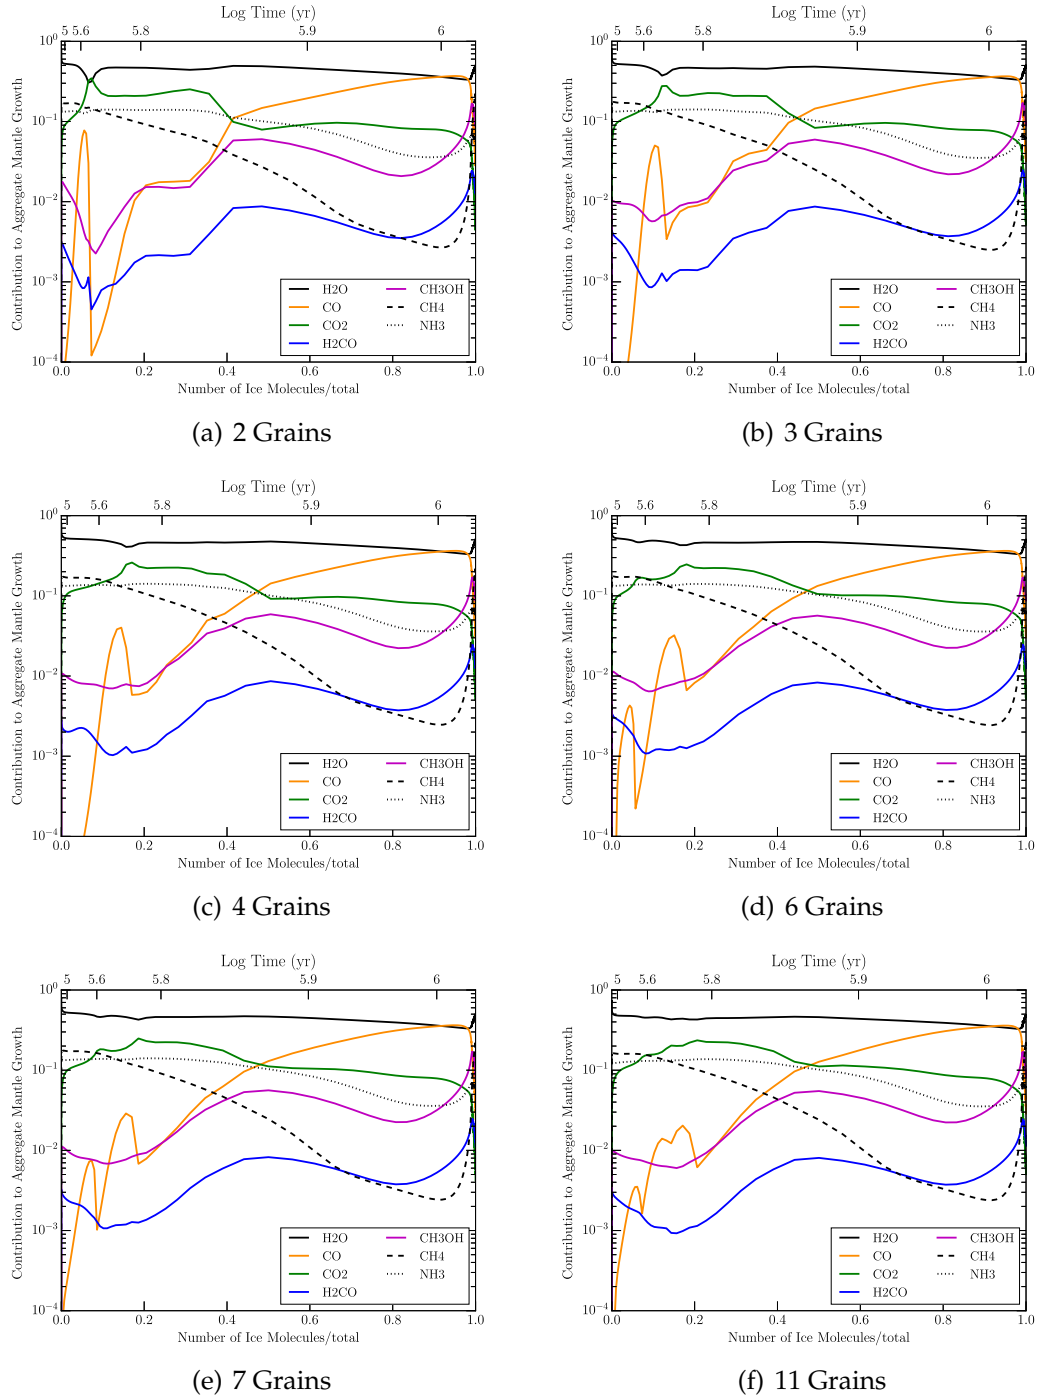 Log Time (yr)
5 5.6 5.8 5.9 6
Contribution to Aggregate Mantle Growth
10^0
10^-1
10^-2
10^-3
10^-4
H2O CH3OH
CO CH4
CO2 NH3
H2CO
0.0 0.2 0.4 0.6 0.8 1.0
Number of Ice Molecules/total
(a) 2 Grains
Log Time (yr)
5 5.6 5.8 5.9 6
Contribution to Aggregate Mantle Growth
10^0
10^-1
10^-2
10^-3
10^-4
H2O CH3OH
CO CH4
CO2 NH3
H2CO
0.0 0.2 0.4 0.6 0.8 1.0
Number of Ice Molecules/total
(b) 3 Grains
Log Time (yr)
5 5.6 5.8 5.9 6
Contribution to Aggregate Mantle Growth
10^0
10^-1
10^-2
10^-3
10^-4
H2O CH3OH
CO CH4
CO2 NH3
H2CO
0.0 0.2 0.4 0.6 0.8 1.0
Number of Ice Molecules/total
(c) 4 Grains
Log Time (yr)
5 5.6 5.8 5.9 6
Contribution to Aggregate Mantle Growth
10^0
10^-1
10^-2
10^-3
10^-4
H2O CH3OH
CO CH4
CO2 NH3
H2CO
0.0 0.2 0.4 0.6 0.8 1.0
Number of Ice Molecules/total
(d) 6 Grains
Log Time (yr)
5 5.6 5.8 5.9 6
Contribution to Aggregate Mantle Growth
10^0
10^-1
10^-2
10^-3
10^-4
H2O CH3OH
CO CH4
CO2 NH3
H2CO
0.0 0.2 0.4 0.6 0.8 1.0
Number of Ice Molecules/total
(e) 7 Grains
Log Time (yr)
5 5.6 5.8 5.9 6
Contribution to Aggregate Mantle Growth
10^0
10^-1
10^-2
10^-3
10^-4
H2O CH3OH
CO CH4
CO2 NH3
H2CO
0.0 0.2 0.4 0.6 0.8 1.0
Number of Ice Molecules/total
(f) 11 Grains